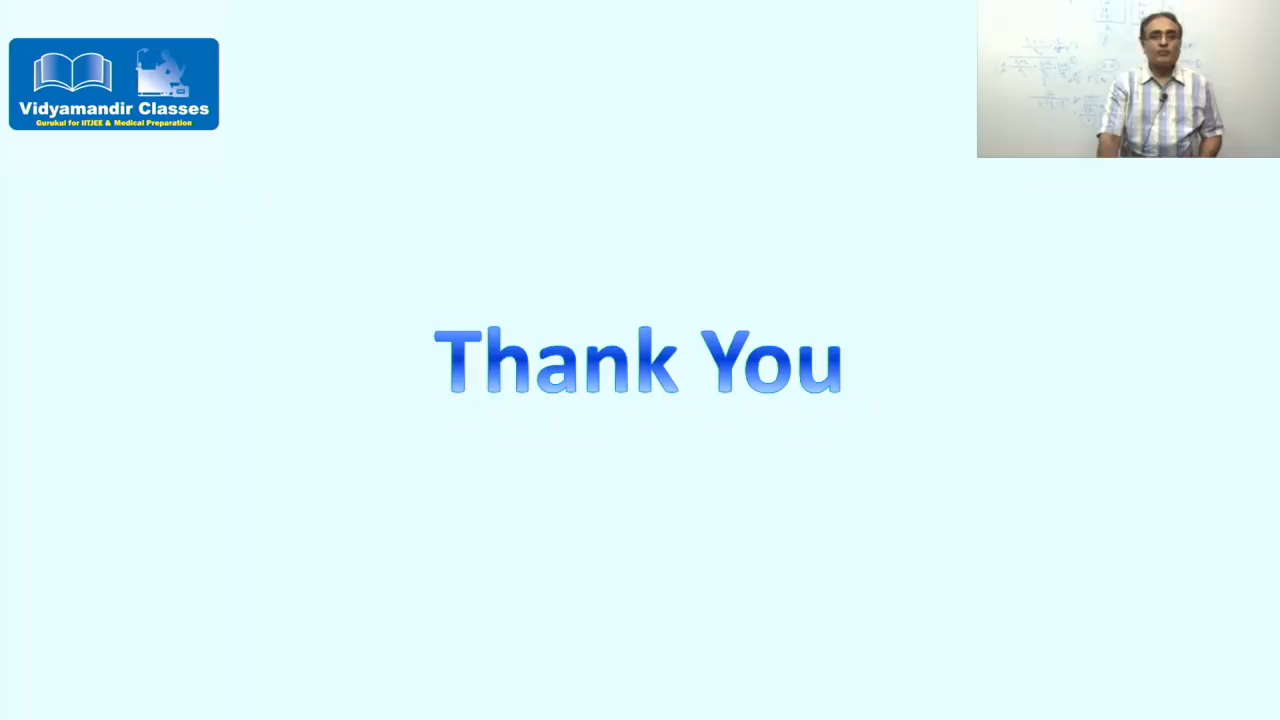 Vidyamandir Classes
Gurukul for IITJEE & Medical Preparation
Thank You